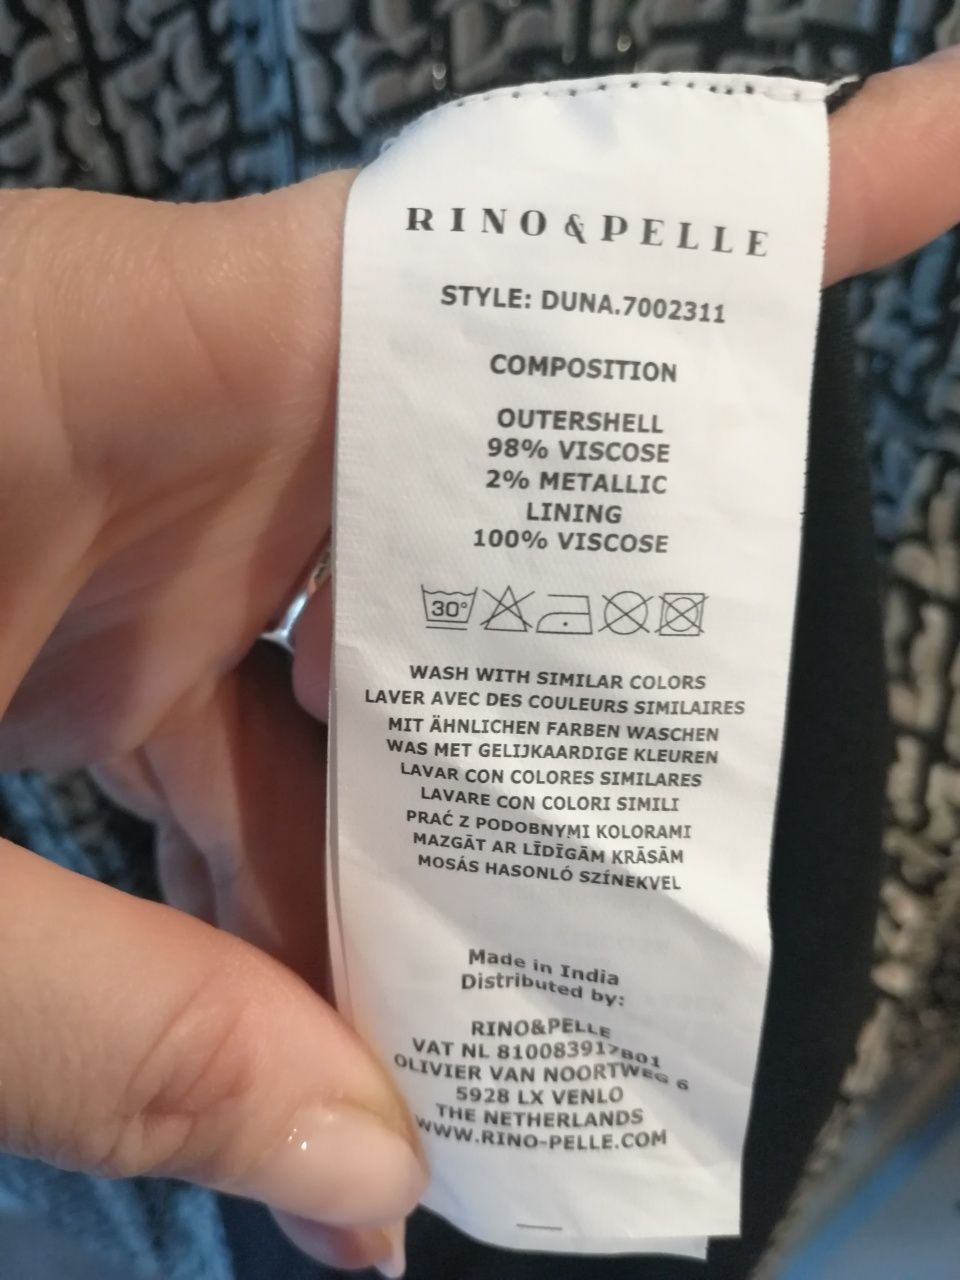 RINO & PELLE
STYLE: DUNA.7002311
COMPOSITION
OUTERSHELL
98% VISCOSE
2% METALLIC
LINING
100% VISCOSE
30°
WASH WITH SIMILAR COLORS
LAVER AVEC DES COULEURS SIMILAIRES
MIT ÄHNLICHEN FARBEN WASCHEN
WAS MET GELIJKAARDIGE KLEUREN
LAVAR CON COLORES SIMILARES
LAVARE CON COLORI SIMILI
PRAĆ Z PODOBNYMI KOLORAMI
MAZGĀT AR LĪDĪGĀM KRĀSĀM
MOSÁS HASONLÓ SZÍNEKVEL
Made in India
Distributed by:
RINO&PELLE
VAT NL 810083917B01
OLIVIER VAN NOORTWEG 6
5928 LX VENLO
THE NETHERLANDS
WWW.RINO-PELLE.COM